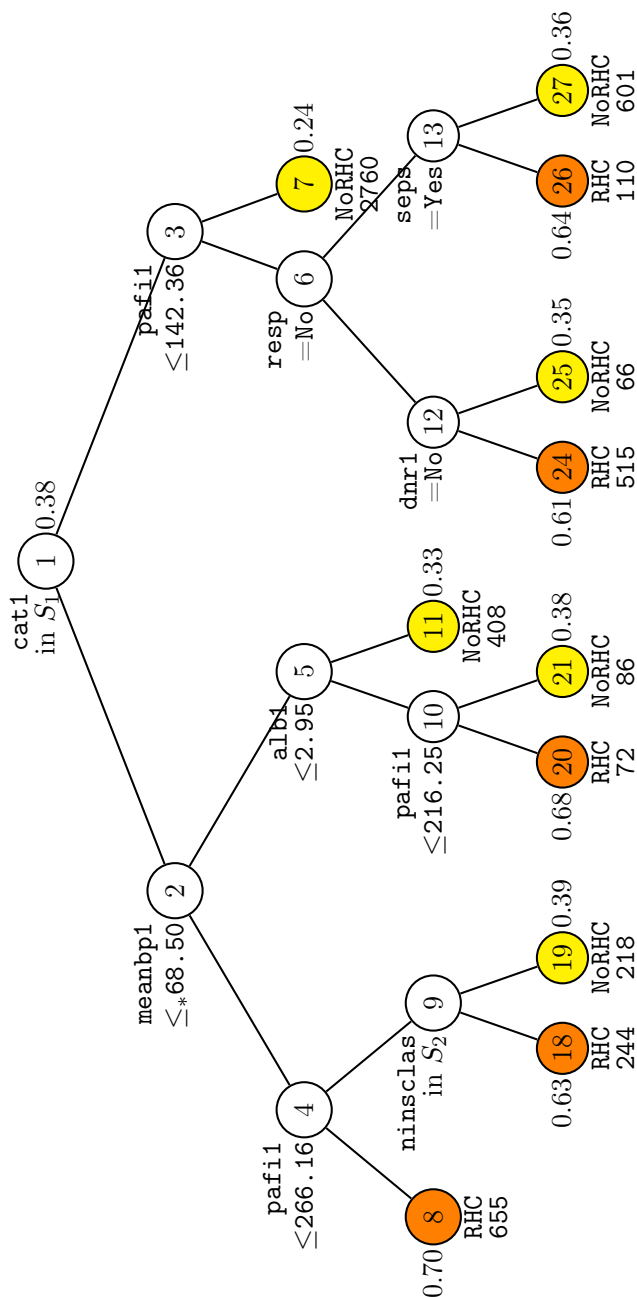 cat1
in S₁
1
0.38
meanbp1
≤*68.50
2
pafi1
≤142.36
3
pafi1
≤266.16
4
alb1
≤2.95
5
resp
=No
6
7
0.24
NoRHC
2760
0.70
8
RHC
655
ninsclas
in S₂
9
pafi1
≤216.25
10
11
0.33
NoRHC
408
dnr1
=No
12
seps
=Yes
13
0.63
18
RHC
244
19
0.39
NoRHC
218
0.68
20
RHC
72
21
0.38
NoRHC
86
0.61
24
RHC
515
25
0.35
NoRHC
66
0.64
26
RHC
110
27
0.36
NoRHC
601